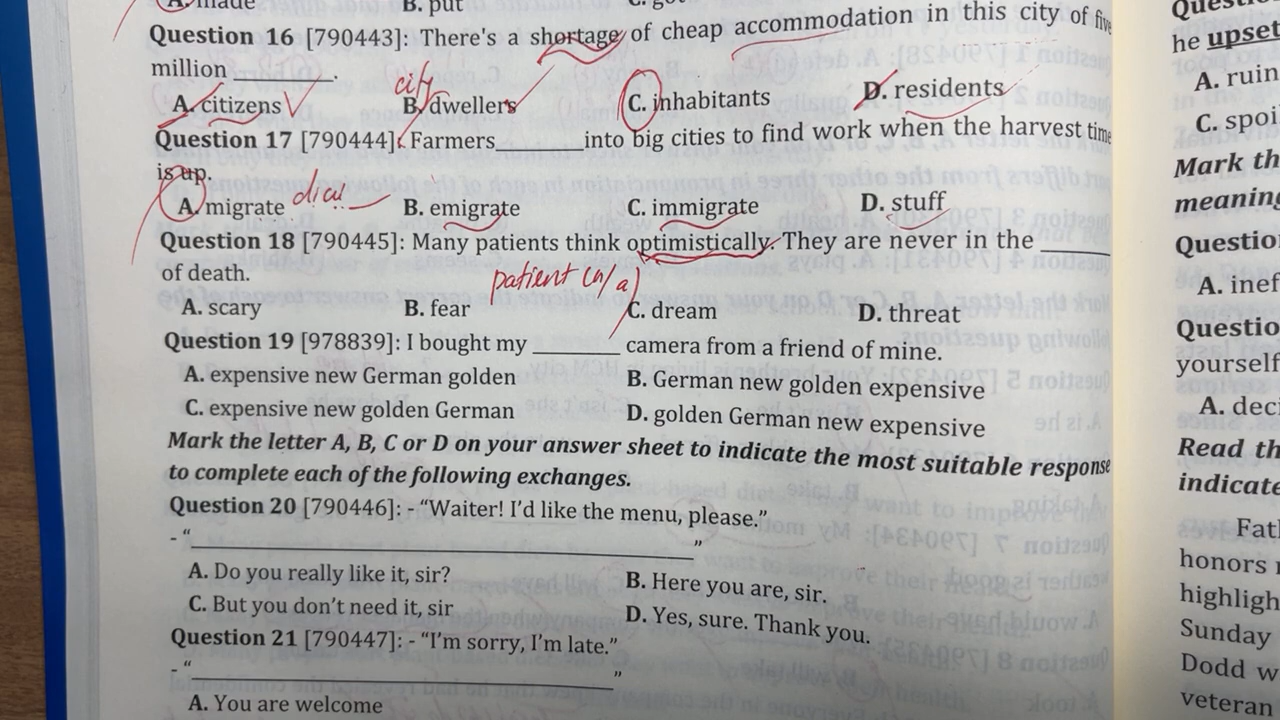 A. made B. put
Question 16 [790443]: There's a shortage of cheap accommodation in this city of five
million __________.
city
A. citizens B. dwellers C. inhabitants D. residents
Question 17 [790444]: Farmers________into big cities to find work when the harvest time
is up.
A. migrate B. emigrate C. immigrate D. stuff
Question 18 [790445]: Many patients think optimistically. They are never in the _______
of death.
patient (n/a)
A. scary B. fear C. dream D. threat
Question 19 [978839]: I bought my ________ camera from a friend of mine.
A. expensive new German golden B. German new golden expensive
C. expensive new golden German D. golden German new expensive
Mark the letter A, B, C or D on your answer sheet to indicate the most suitable response
to complete each of the following exchanges.
Question 20 [790446]: - “Waiter! I’d like the menu, please.”
- “________________________________________”
A. Do you really like it, sir? B. Here you are, sir.
C. But you don’t need it, sir D. Yes, sure. Thank you.
Question 21 [790447]: - “I’m sorry, I’m late.”
- “___________________________________”
A. You are welcome
he upset
A. ruin
C. spoi
Mark th
meaning
Questio
A. inef
Questio
yourself
A. deci
Read th
indicate
Fat
honors
highligh
Sunday
Dodd w
veteran